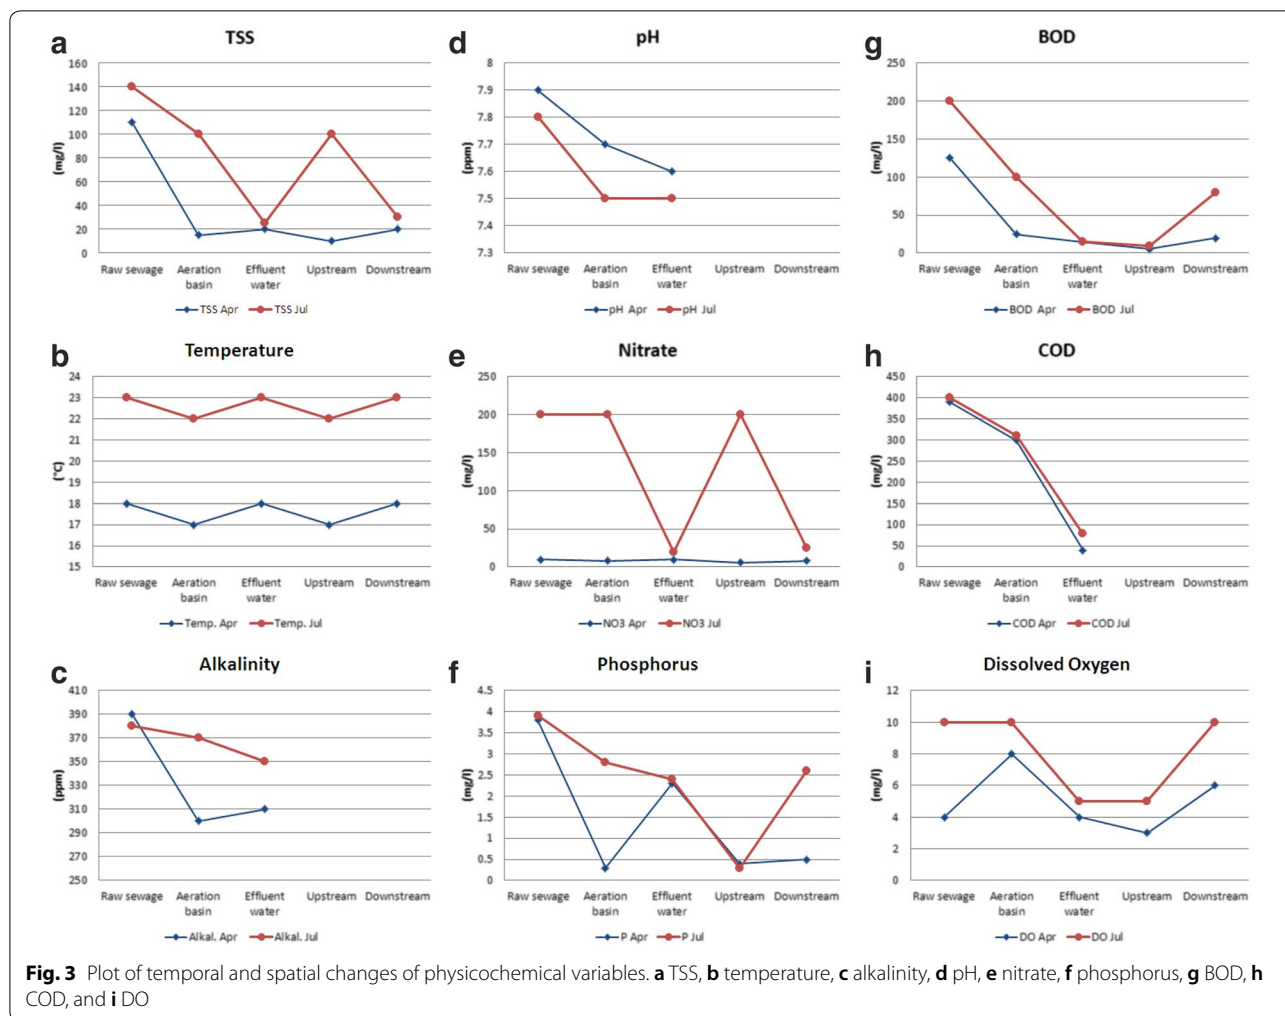 a TSS
160
140
120
100
80
60
40
20
0
(mg/l)
Raw sewage Aeration basin Effluent water Upstream Downstream
TSS Apr TSS Jul
d pH
8
7.9
7.8
7.7
7.6
7.5
7.4
7.3
(ppm)
Raw sewage Aeration basin Effluent water Upstream Downstream
pH Apr pH Jul
g BOD
250
200
150
100
50
0
(mg/l)
Raw sewage Aeration basin Effluent water Upstream Downstream
BOD Apr BOD Jul
b Temperature
24
23
22
21
20
19
18
17
16
15
(°C)
Raw sewage Aeration basin Effluent water Upstream Downstream
Temp. Apr Temp. Jul
e Nitrate
250
200
150
100
50
0
(mg/l)
Raw sewage Aeration basin Effluent water Upstream Downstream
NO3 Apr NO3 Jul
h COD
450
400
350
300
250
200
150
100
50
0
(mg/l)
Raw sewage Aeration basin Effluent water Upstream Downstream
COD Apr COD Jul
c Alkalinity
410
390
370
350
330
310
290
270
250
(ppm)
Raw sewage Aeration basin Effluent water Upstream Downstream
Alkal. Apr Alkal. Jul
f Phosphorus
4.5
4
3.5
3
2.5
2
1.5
1
0.5
0
(mg/l)
Raw sewage Aeration basin Effluent water Upstream Downstream
P Apr P Jul
i Dissolved Oxygen
12
10
8
6
4
2
0
(mg/l)
Raw sewage Aeration basin Effluent water Upstream Downstream
DO Apr DO Jul
Fig. 3 Plot of temporal and spatial changes of physicochemical variables. a TSS, b temperature, c alkalinity, d pH, e nitrate, f phosphorus, g BOD, h
COD, and i DO